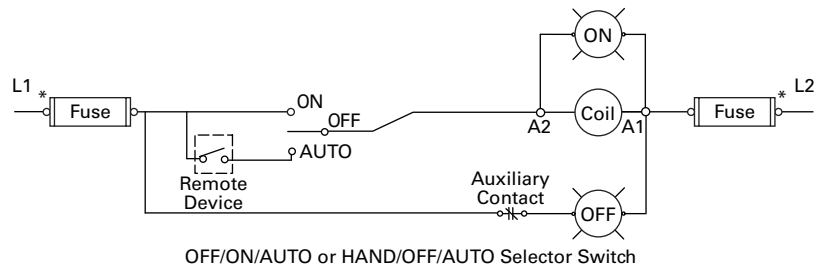 ON
L1
*
Fuse
ON
OFF
AUTO
Remote
Device
A2
Coil
A1
Fuse
*
L2
Auxiliary
Contact
OFF
OFF/ON/AUTO or HAND/OFF/AUTO Selector Switch